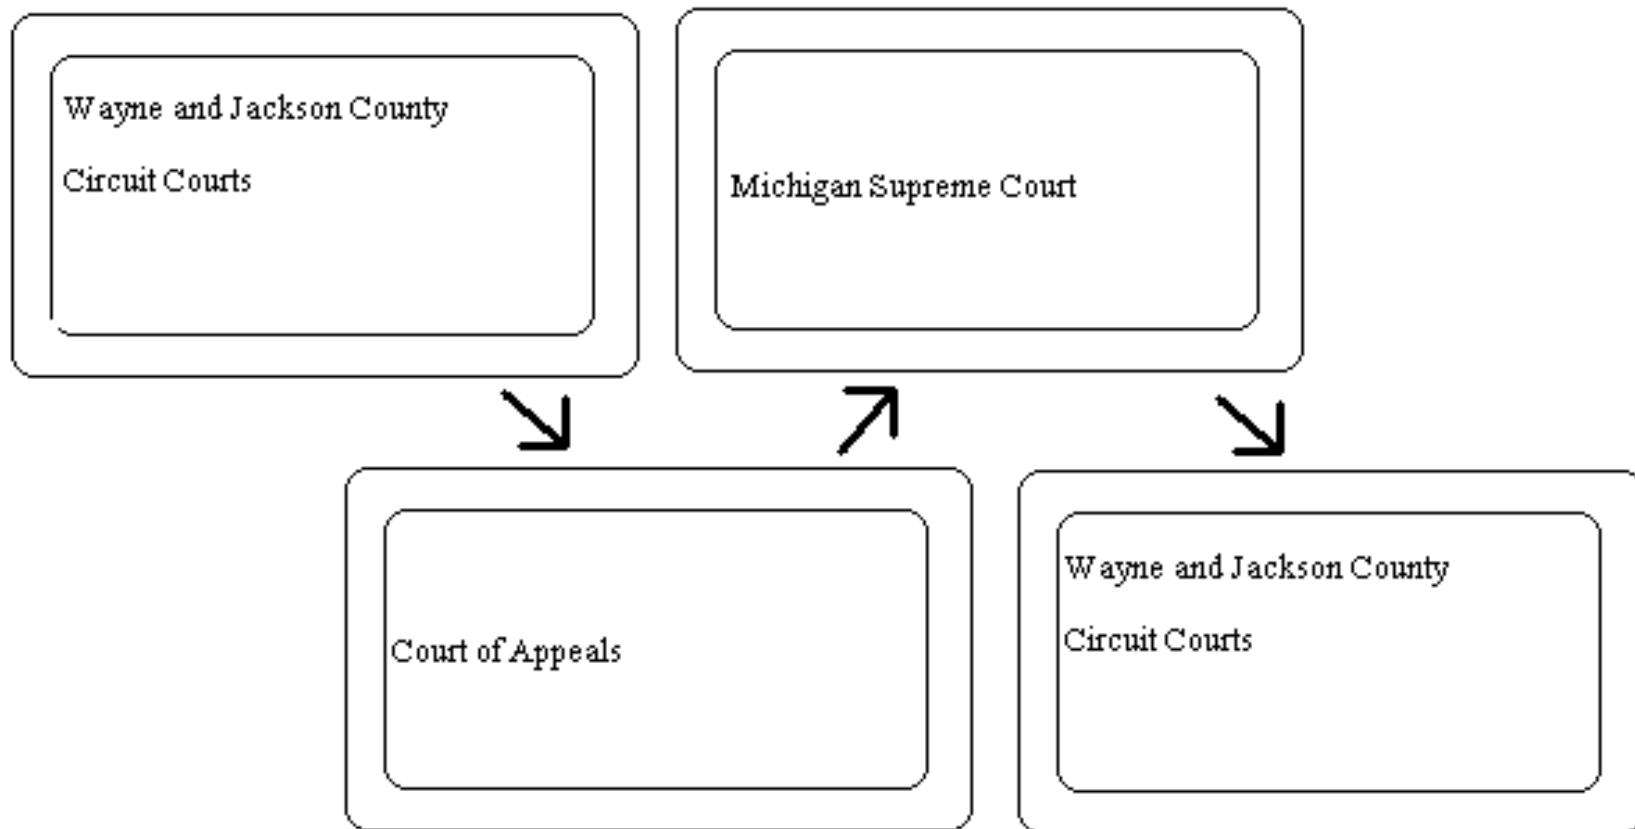 Wayne and Jackson County
Circuit Courts
Michigan Supreme Court
Court of Appeals
Wayne and Jackson County
Circuit Courts